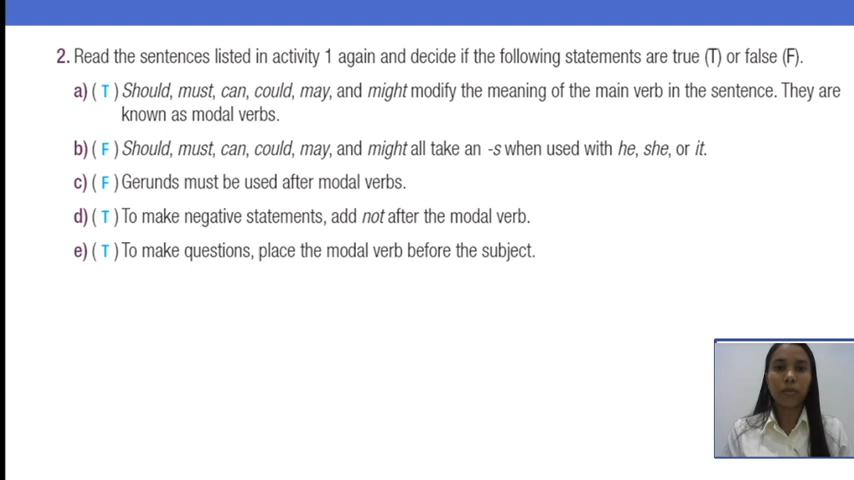 2. Read the sentences listed in activity 1 again and decide if the following statements are true (T) or false (F).
a) ( T ) Should, must, can, could, may, and might modify the meaning of the main verb in the sentence. They are
known as modal verbs.
b) ( F ) Should, must, can, could, may, and might all take an -s when used with he, she, or it.
c) ( F ) Gerunds must be used after modal verbs.
d) ( T ) To make negative statements, add not after the modal verb.
e) ( T ) To make questions, place the modal verb before the subject.